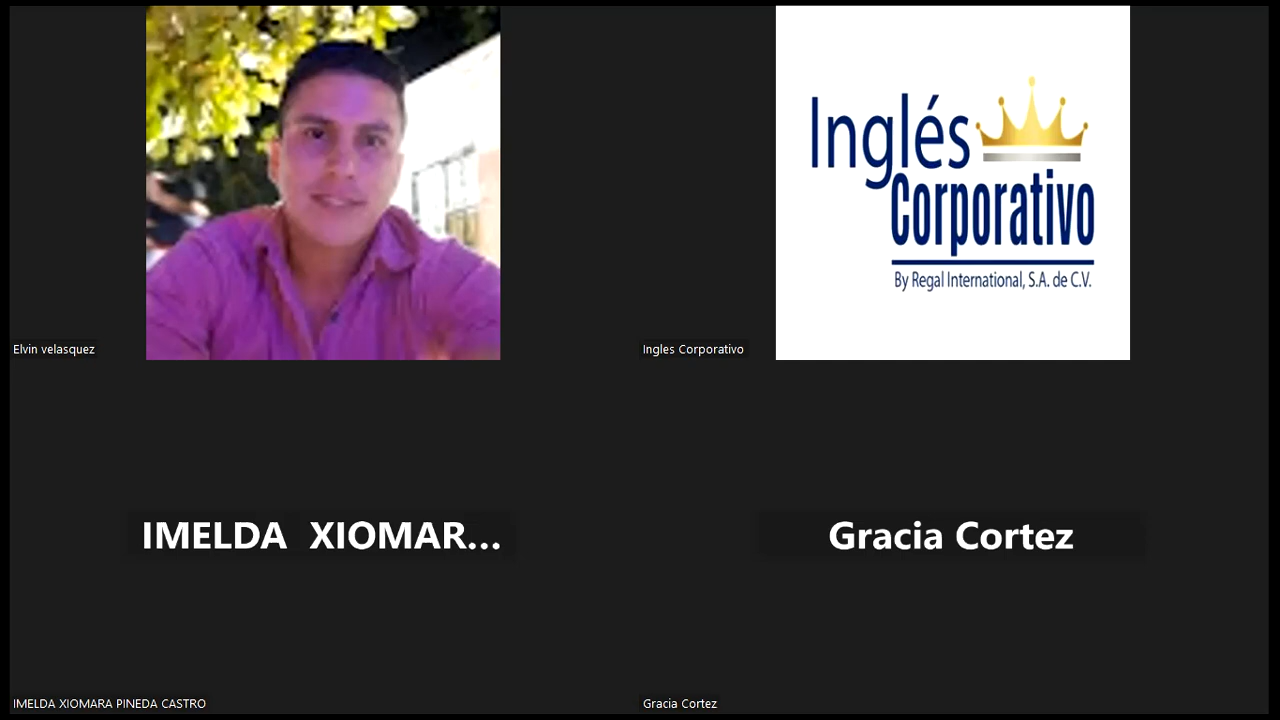 Inglés
Corporativo
By Regal International, S.A. de C.V.
Elvin velasquez
Ingles Corporativo
IMELDA XIOMAR...
Gracia Cortez
IMELDA XIOMARA PINEDA CASTRO
Gracia Cortez